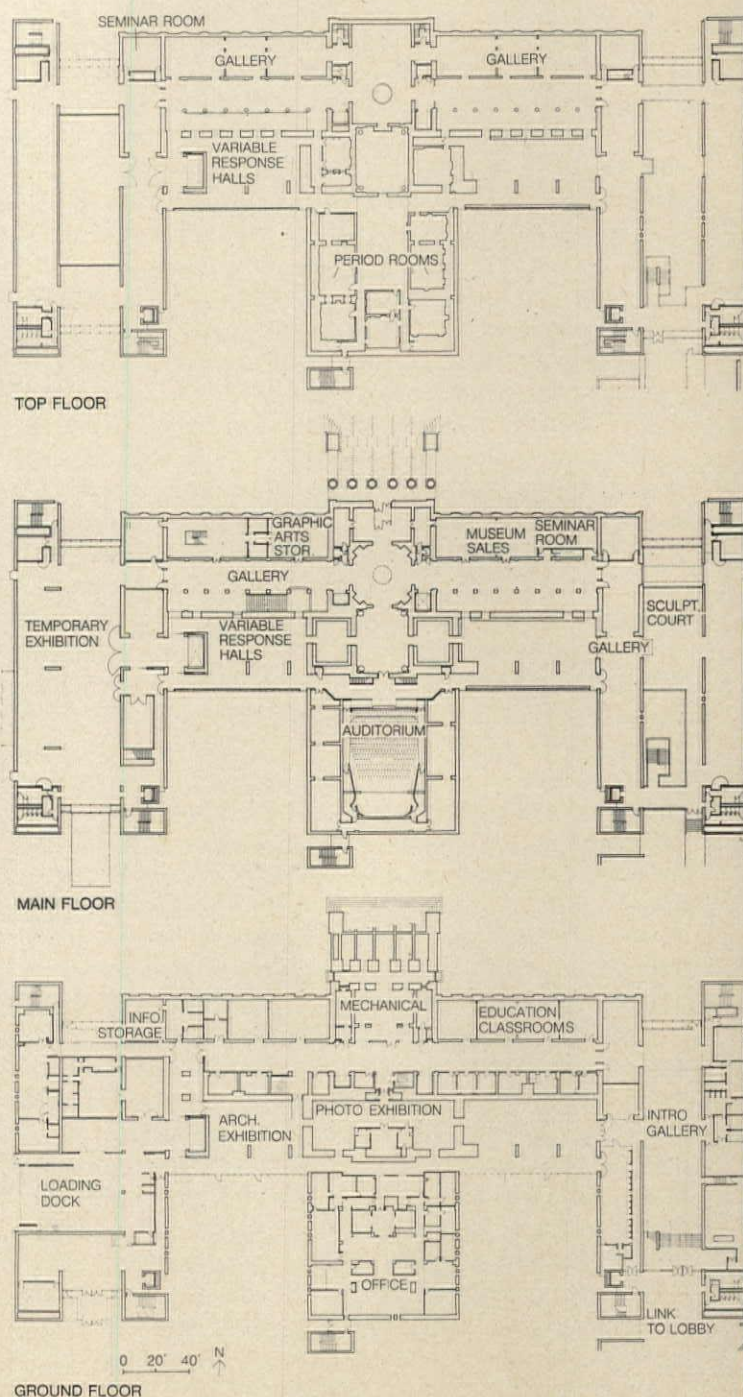 SEMINAR ROOM
GALLERY
GALLERY
VARIABLE
RESPONSE
HALLS
PERIOD ROOMS
TOP FLOOR
GRAPHIC
ARTS
STOR.
MUSEUM
SALES
SEMINAR
ROOM
GALLERY
TEMPORARY
EXHIBITION
VARIABLE
RESPONSE
HALLS
SCULPT.
COURT
GALLERY
AUDITORIUM
MAIN FLOOR
INFO
STORAGE
MECHANICAL
EDUCATION
CLASSROOMS
ARCH.
EXHIBITION
PHOTO EXHIBITION
INTRO
GALLERY
LOADING
DOCK
OFFICE
LINK
TO LOBBY
0 20' 40' N
GROUND FLOOR